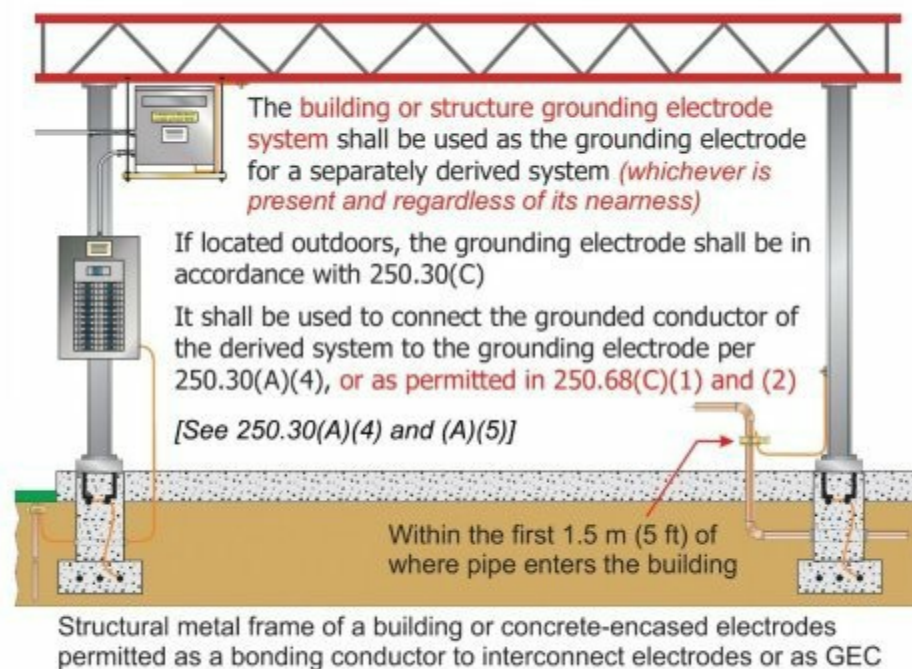 The building or structure grounding electrode
system shall be used as the grounding electrode
for a separately derived system (whichever is
present and regardless of its nearness)
If located outdoors, the grounding electrode shall be in
accordance with 250.30(C)
It shall be used to connect the grounded conductor of
the derived system to the grounding electrode per
250.30(A)(4), or as permitted in 250.68(C)(1) and (2)
[See 250.30(A)(4) and (A)(5)]
Within the first 1.5 m (5 ft) of
where pipe enters the building
Structural metal frame of a building or concrete-encased electrodes
permitted as a bonding conductor to interconnect electrodes or as GEC